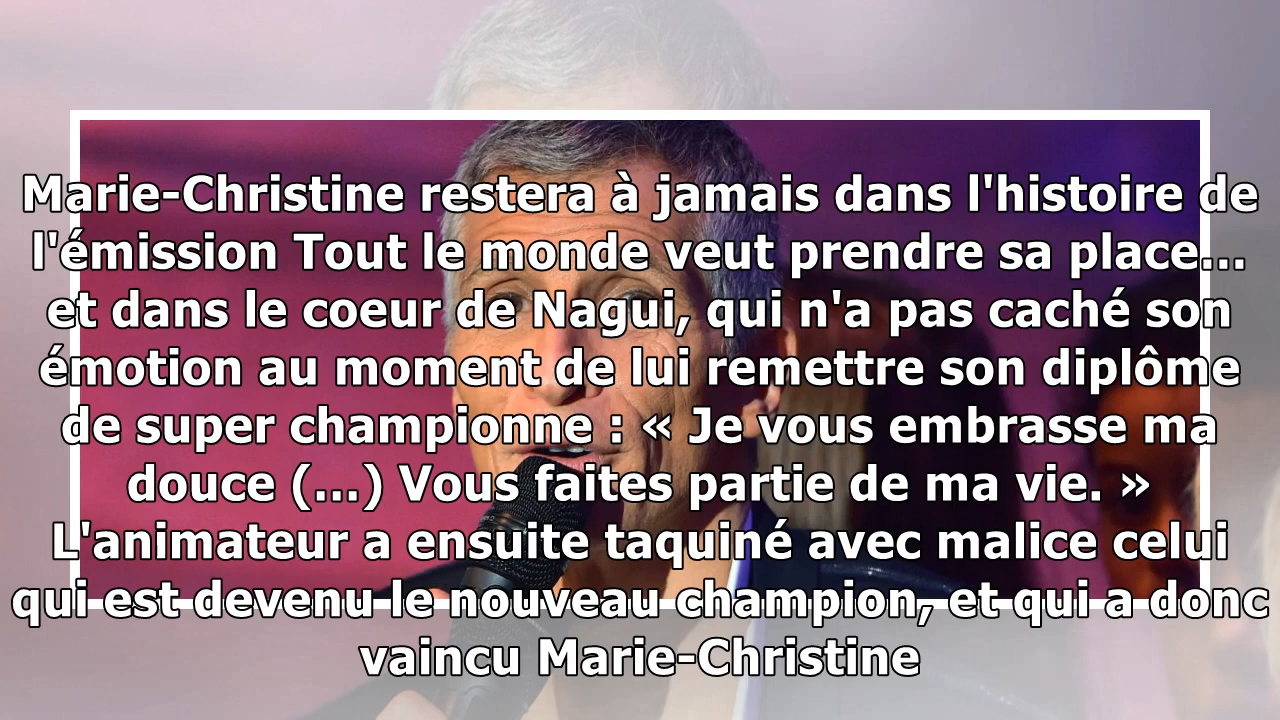 Marie-Christine restera à jamais dans l'histoire de
l'émission Tout le monde veut prendre sa place...
et dans le coeur de Nagui, qui n'a pas caché son
émotion au moment de lui remettre son diplôme
de super championne : « Je vous embrasse ma
douce (...) Vous faites partie de ma vie. »
L'animateur a ensuite taquiné avec malice celui
qui est devenu le nouveau champion, et qui a donc
vaincu Marie-Christine